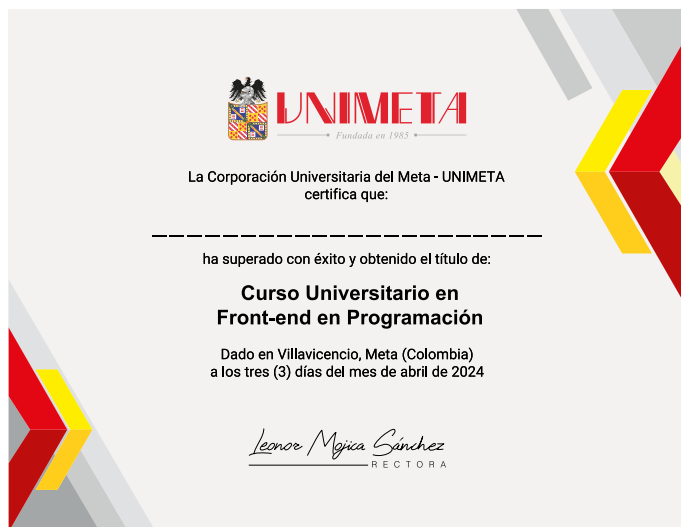 UNIMETA
Fundada en 1985
La Corporación Universitaria del Meta - UNIMETA
certifica que:
ha superado con éxito y obtenido el título de:
Curso Universitario en
Front-end en Programación
Dado en Villavicencio, Meta (Colombia)
a los tres (3) días del mes de abril de 2024
Leonor Mojica Sánchez
RECTORA